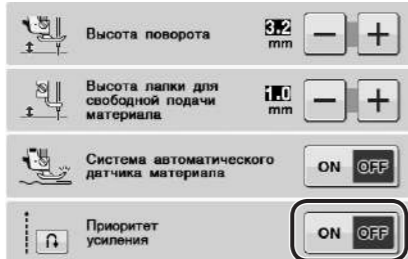 Высота поворота
3.2
mm
Высота лапки для
свободной подачи
материала
1.0
mm
Система автоматического
датчика материала
ON OFF
Приоритет
усиления
ON OFF